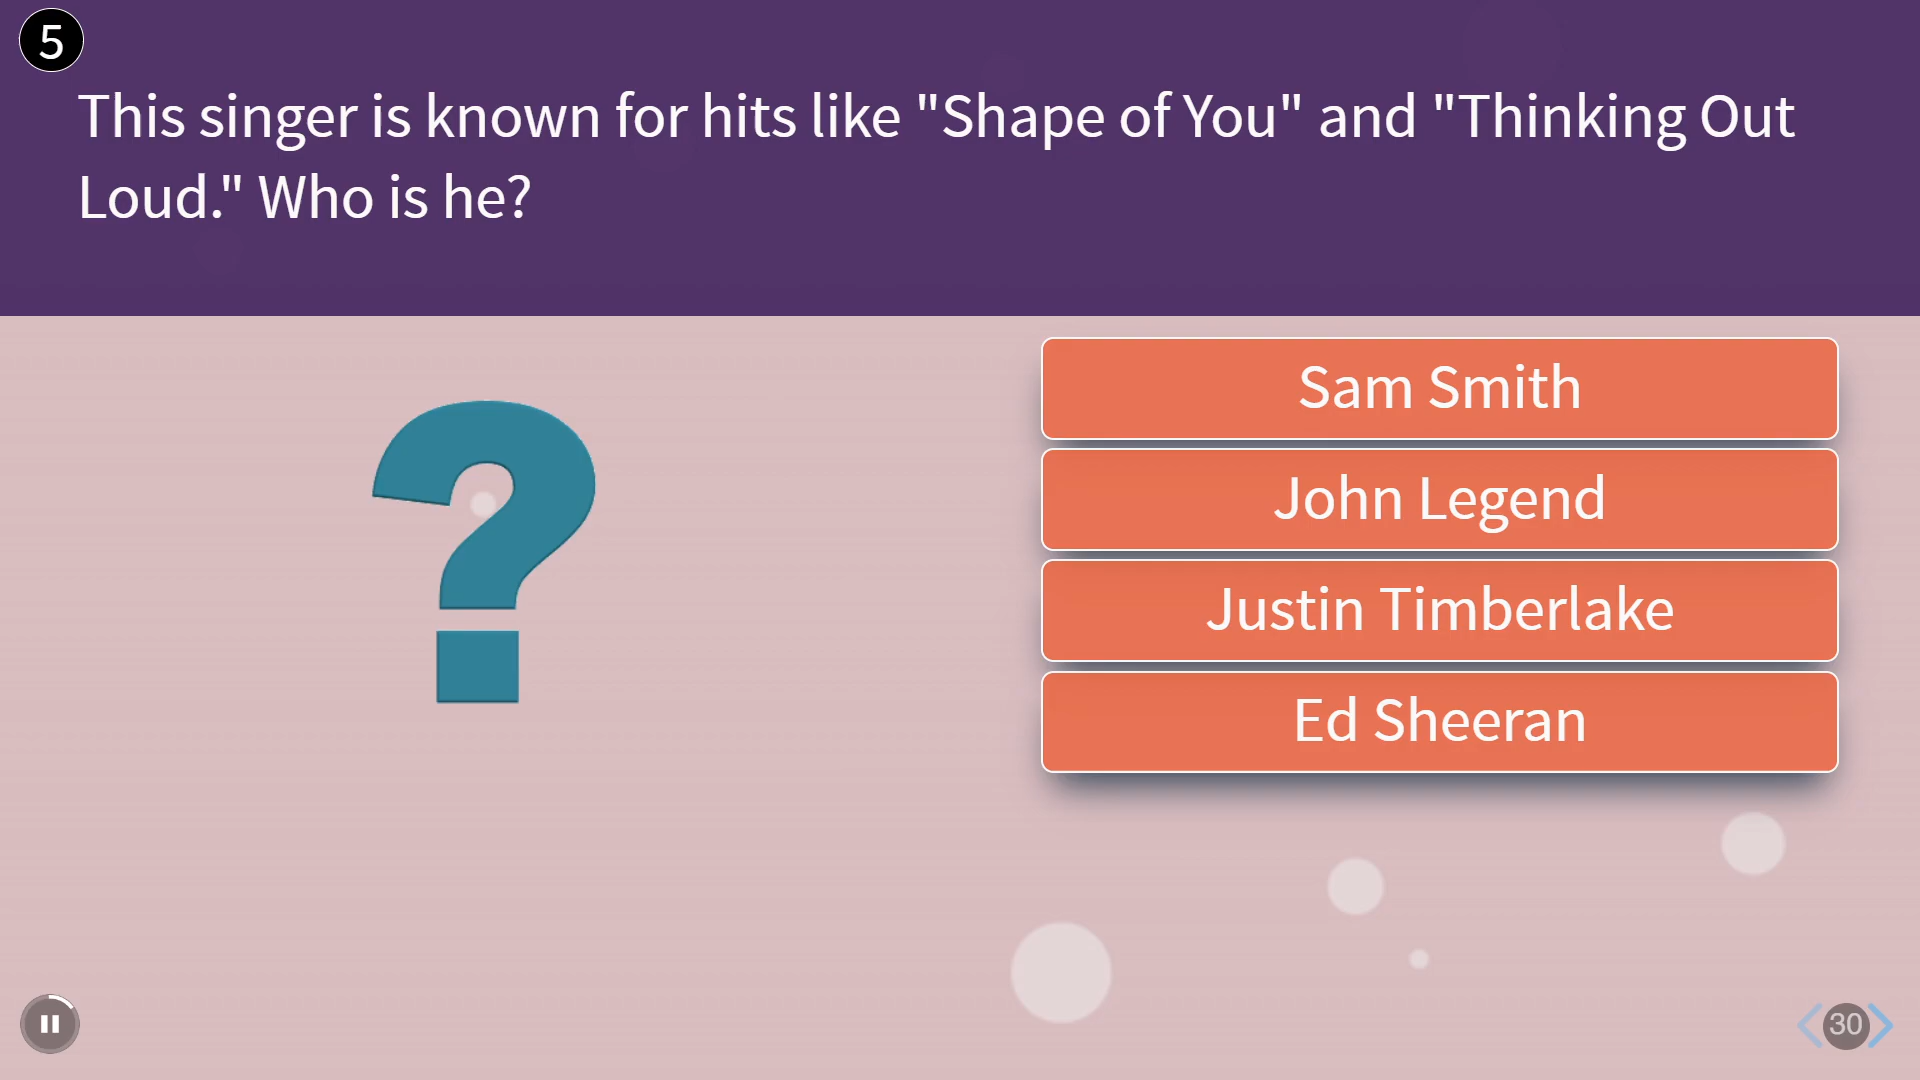 5
This singer is known for hits like "Shape of You" and "Thinking Out
Loud." Who is he?
?
Sam Smith
John Legend
Justin Timberlake
Ed Sheeran
30